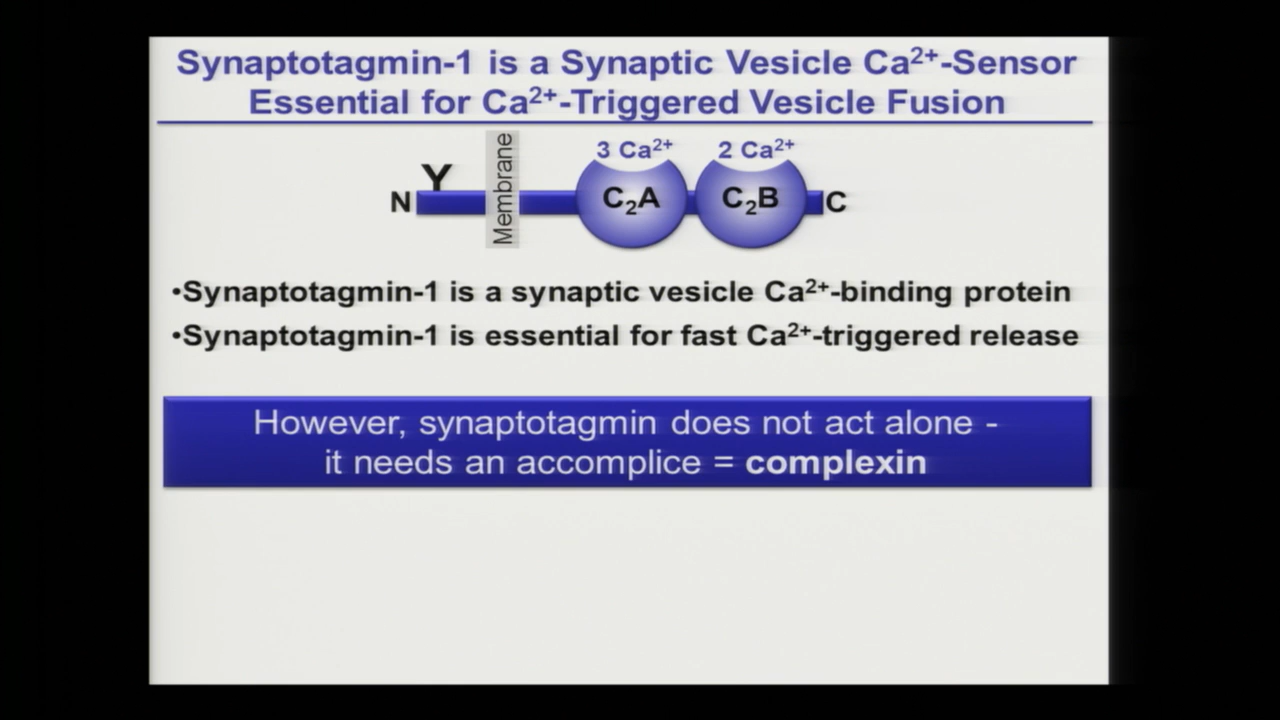 Synaptotagmin-1 is a Synaptic Vesicle Ca²⁺-Sensor
Essential for Ca²⁺-Triggered Vesicle Fusion
3 Ca²⁺ 2 Ca²⁺
Y
Membrane
N C₂A C₂B C
•Synaptotagmin-1 is a synaptic vesicle Ca²⁺-binding protein
•Synaptotagmin-1 is essential for fast Ca²⁺-triggered release
However, synaptotagmin does not act alone -
it needs an accomplice = complexin